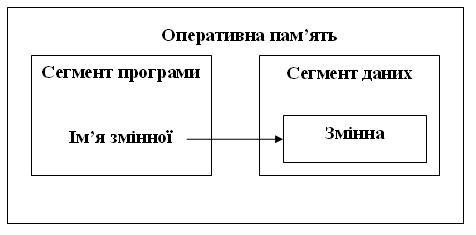 Оперативна пам’ять
Сегмент програми
Сегмент даних
Ім’я змінної
Змінна